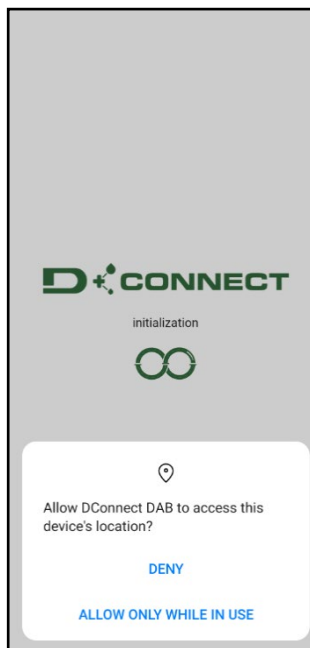 D CONNECT
initialization
Allow DConnect DAB to access this
device's location?
DENY
ALLOW ONLY WHILE IN USE